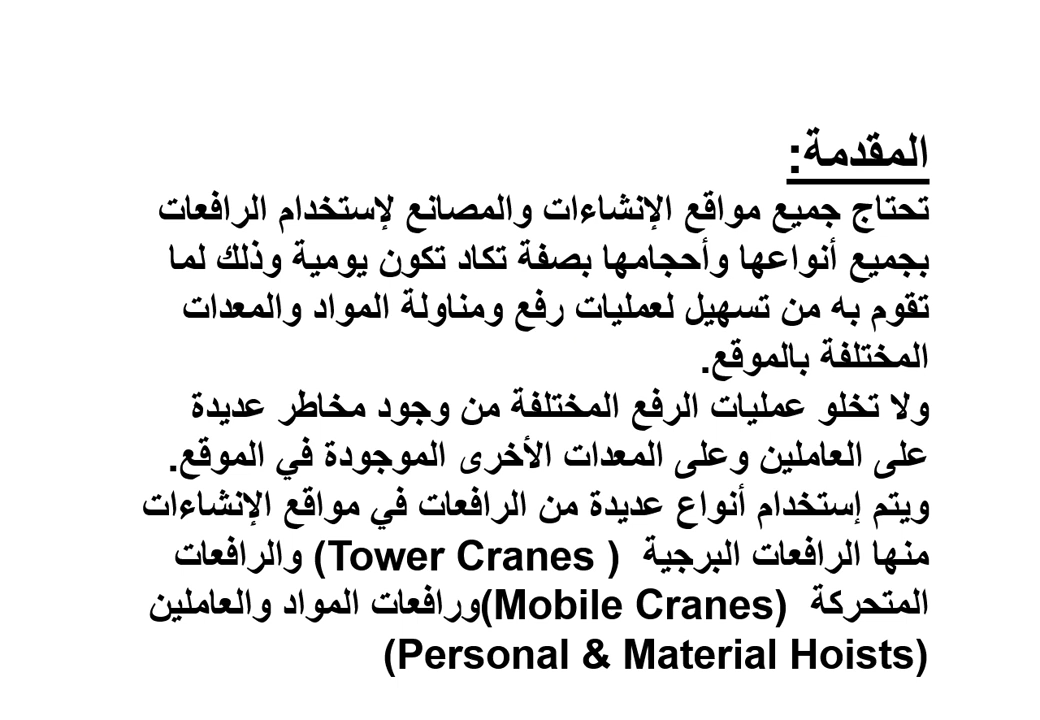 المقدمة:
تحتاج جميع مواقع الإنشاءات والمصانع لإستخدام الرافعات
بجميع أنواعها وأحجامها بصفة تكاد تكون يومية وذلك لما
تقوم به من تسهيل لعمليات رفع ومناولة المواد والمعدات
المختلفة بالموقع.
ولا تخلو عمليات الرفع المختلفة من وجود مخاطر عديدة
على العاملين وعلى المعدات الأخرى الموجودة في الموقع.
ويتم إستخدام أنواع عديدة من الرافعات في مواقع الإنشاءات
منها الرافعات البرجية ( Tower Cranes) والرافعات
المتحركة (Mobile Cranes)ورافعات المواد والعاملين
(Personal & Material Hoists)